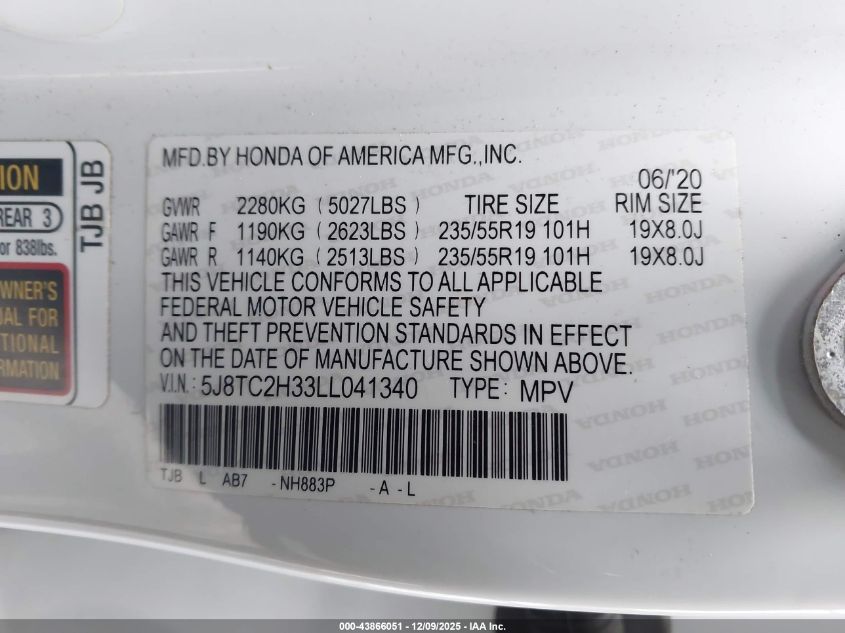 ION
REAR 3
or 838lbs.
TJB JB
OWNER'S
UAL FOR
TIONAL
RMATION
MFD.BY HONDA OF AMERICA MFG.,INC.
06/'20
GVWR 2280KG (5027LBS) TIRE SIZE RIM SIZE
GAWR F 1190KG (2623LBS) 235/55R19 101H 19X8.0J
GAWR R 1140KG (2513LBS) 235/55R19 101H 19X8.0J
THIS VEHICLE CONFORMS TO ALL APPLICABLE
FEDERAL MOTOR VEHICLE SAFETY
AND THEFT PREVENTION STANDARDS IN EFFECT
ON THE DATE OF MANUFACTURE SHOWN ABOVE.
V.I.N: 5J8TC2H33LL041340 TYPE: MPV
TJB L AB7 -NH883P -A-L
000-43866051 - 12/09/2025 - IAA Inc.